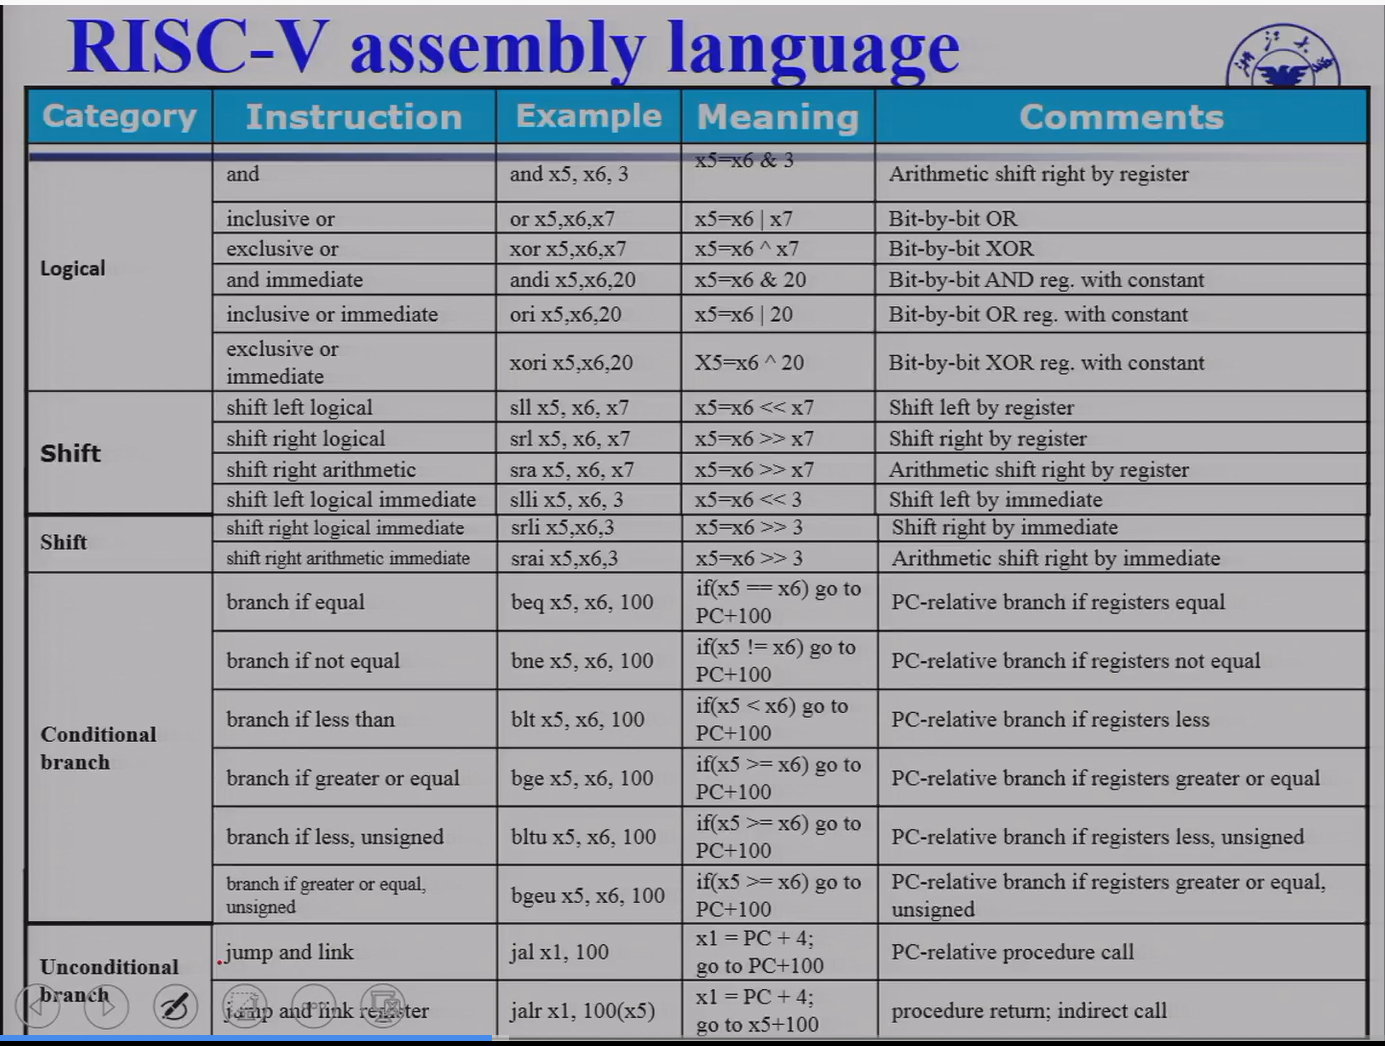 RISC-V assembly language
Category Instruction Example Meaning Comments
Logical
and and x5, x6, 3 x5=x6 & 3 Arithmetic shift right by register
inclusive or or x5,x6,x7 x5=x6 | x7 Bit-by-bit OR
exclusive or xor x5,x6,x7 x5=x6 ^ x7 Bit-by-bit XOR
and immediate andi x5,x6,20 x5=x6 & 20 Bit-by-bit AND reg. with constant
inclusive or immediate ori x5,x6,20 x5=x6 | 20 Bit-by-bit OR reg. with constant
exclusive or
immediate
xori x5,x6,20 X5=x6 ^ 20 Bit-by-bit XOR reg. with constant
Shift
shift left logical sll x5, x6, x7 x5=x6 << x7 Shift left by register
shift right logical srl x5, x6, x7 x5=x6 >> x7 Shift right by register
shift right arithmetic sra x5, x6, x7 x5=x6 >> x7 Arithmetic shift right by register
shift left logical immediate slli x5, x6, 3 x5=x6 << 3 Shift left by immediate
Shift
shift right logical immediate srli x5,x6,3 x5=x6 >> 3 Shift right by immediate
shift right arithmetic immediate srai x5,x6,3 x5=x6 >> 3 Arithmetic shift right by immediate
Conditional
branch
branch if equal beq x5, x6, 100 if(x5 == x6) go to
PC+100
PC-relative branch if registers equal
branch if not equal bne x5, x6, 100 if(x5 != x6) go to
PC+100
PC-relative branch if registers not equal
branch if less than blt x5, x6, 100 if(x5 < x6) go to
PC+100
PC-relative branch if registers less
branch if greater or equal bge x5, x6, 100 if(x5 >= x6) go to
PC+100
PC-relative branch if registers greater or equal
branch if less, unsigned bltu x5, x6, 100 if(x5 >= x6) go to
PC+100
PC-relative branch if registers less, unsigned
branch if greater or equal,
unsigned
bgeu x5, x6, 100 if(x5 >= x6) go to
PC+100
PC-relative branch if registers greater or equal,
unsigned
Unconditional
branch
jump and link jal x1, 100 x1 = PC + 4;
go to PC+100
PC-relative procedure call
jump and link register jalr x1, 100(x5) x1 = PC + 4;
go to x5+100
procedure return; indirect call